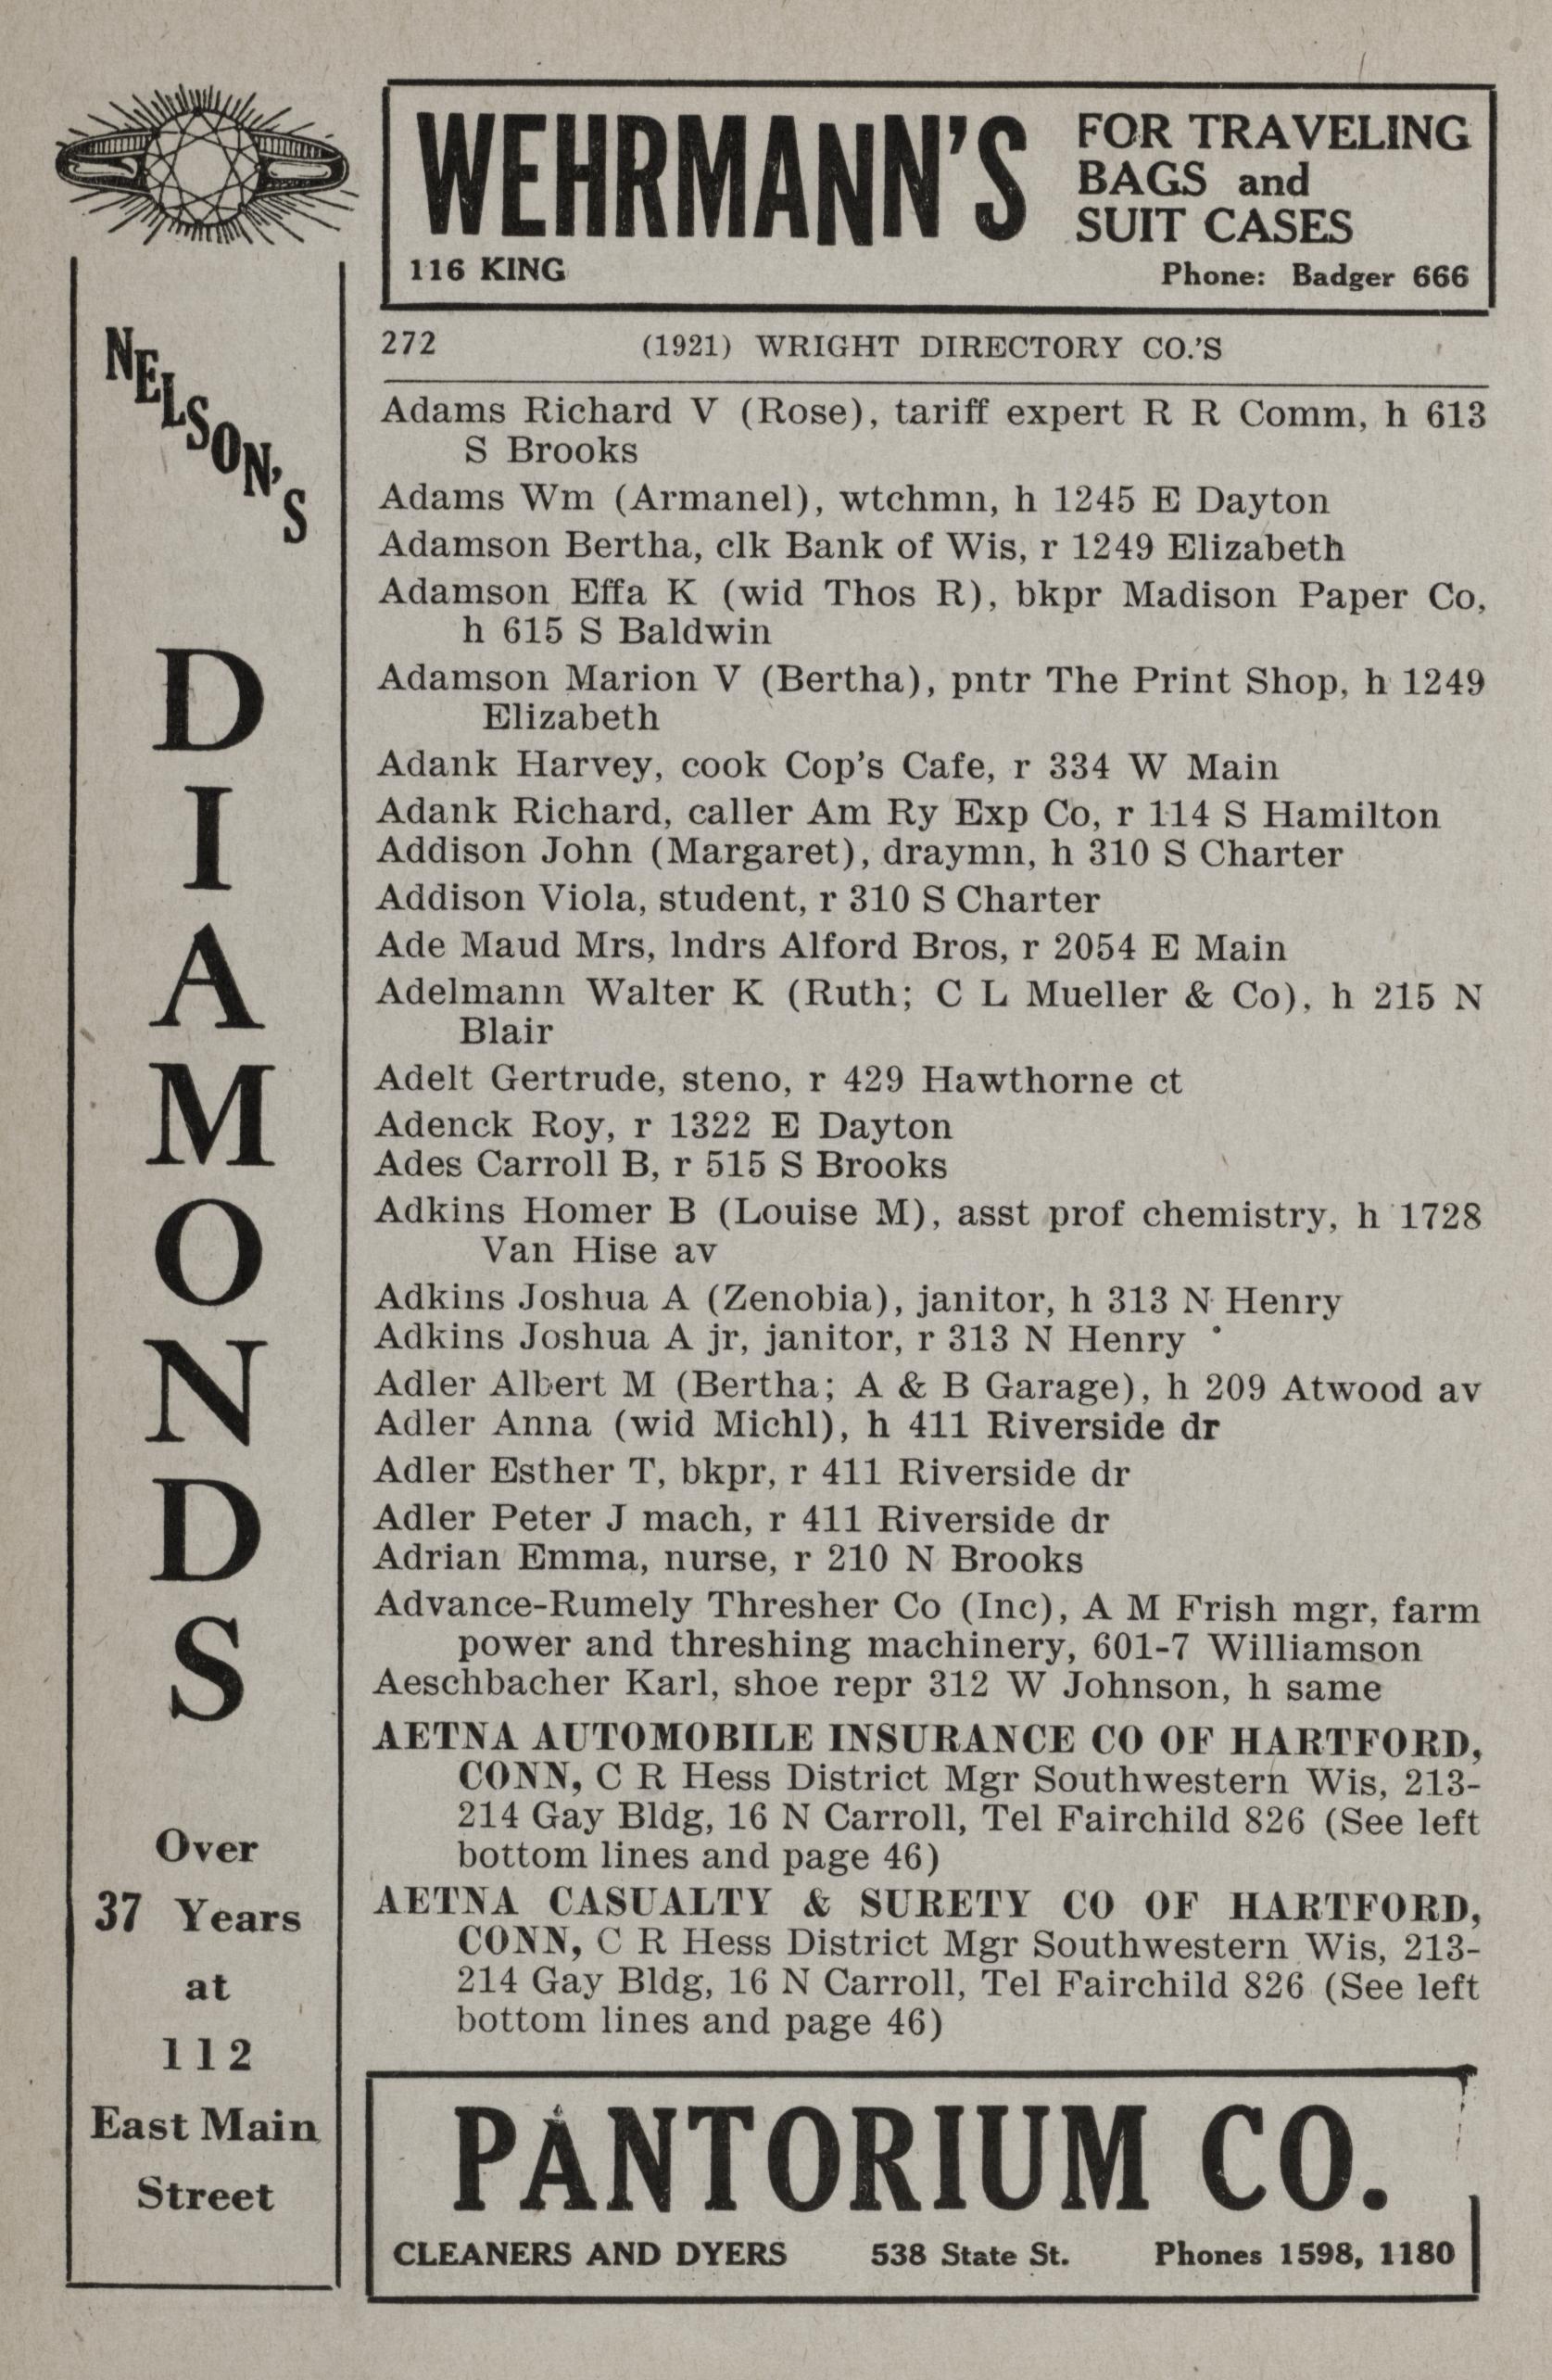 WEHRMANN'S
FOR TRAVELING
BAGS and
SUIT CASES
116 KING
Phone: Badger 666
NELSON'S
DIAMONDS
Over
37 Years
at
112
East Main
Street
272 (1921) WRIGHT DIRECTORY CO.'S
Adams Richard V (Rose), tariff expert R R Comm, h 613
S Brooks
Adams Wm (Armanel), wtchmn, h 1245 E Dayton
Adamson Bertha, clk Bank of Wis, r 1249 Elizabeth
Adamson Effa K (wid Thos R), bkpr Madison Paper Co,
h 615 S Baldwin
Adamson Marion V (Bertha), pntr The Print Shop, h 1249
Elizabeth
Adank Harvey, cook Cop's Cafe, r 334 W Main
Adank Richard, caller Am Ry Exp Co, r 114 S Hamilton
Addison John (Margaret), draymn, h 310 S Charter
Addison Viola, student, r 310 S Charter
Ade Maud Mrs, lndrs Alford Bros, r 2054 E Main
Adelmann Walter K (Ruth; C L Mueller & Co), h 215 N
Blair
Adelt Gertrude, steno, r 429 Hawthorne ct
Adenck Roy, r 1322 E Dayton
Ades Carroll B, r 515 S Brooks
Adkins Homer B (Louise M), asst prof chemistry, h 1728
Van Hise av
Adkins Joshua A (Zenobia), janitor, h 313 N Henry
Adkins Joshua A jr, janitor, r 313 N Henry
Adler Albert M (Bertha; A & B Garage), h 209 Atwood av
Adler Anna (wid Michl), h 411 Riverside dr
Adler Esther T, bkpr, r 411 Riverside dr
Adler Peter J mach, r 411 Riverside dr
Adrian Emma, nurse, r 210 N Brooks
Advance-Rumely Thresher Co (Inc), A M Frish mgr, farm
power and threshing machinery, 601-7 Williamson
Aeschbacher Karl, shoe repr 312 W Johnson, h same
AETNA AUTOMOBILE INSURANCE CO OF HARTFORD,
CONN, C R Hess District Mgr Southwestern Wis, 213-
214 Gay Bldg, 16 N Carroll, Tel Fairchild 826 (See left
bottom lines and page 46)
AETNA CASUALTY & SURETY CO OF HARTFORD,
CONN, C R Hess District Mgr Southwestern Wis, 213-
214 Gay Bldg, 16 N Carroll, Tel Fairchild 826 (See left
bottom lines and page 46)
PANTORIUM CO.
CLEANERS AND DYERS 538 State St. Phones 1598, 1180